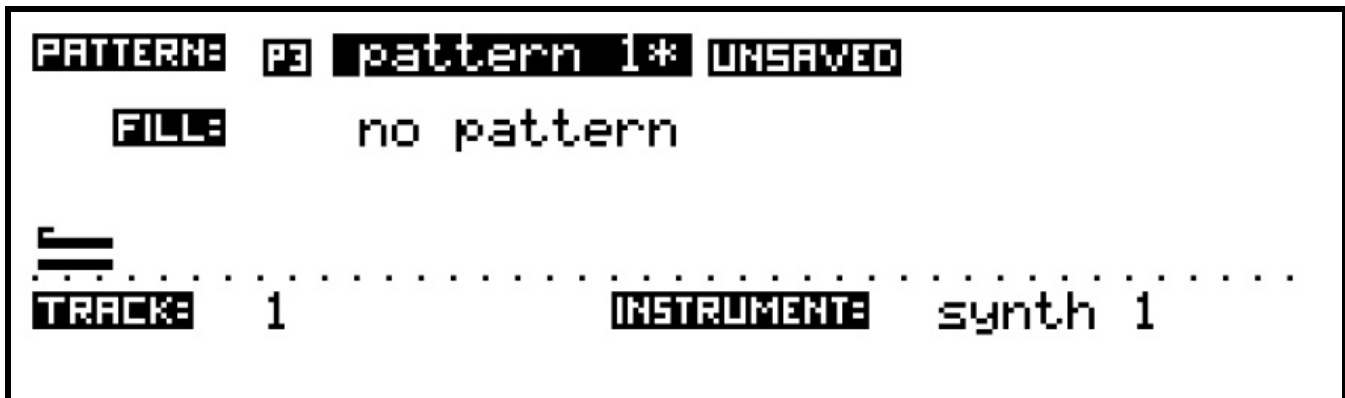 PATTERN: P3 pattern 1* UNSAVED
FILL: no pattern
TRACK: 1 INSTRUMENT: synth 1